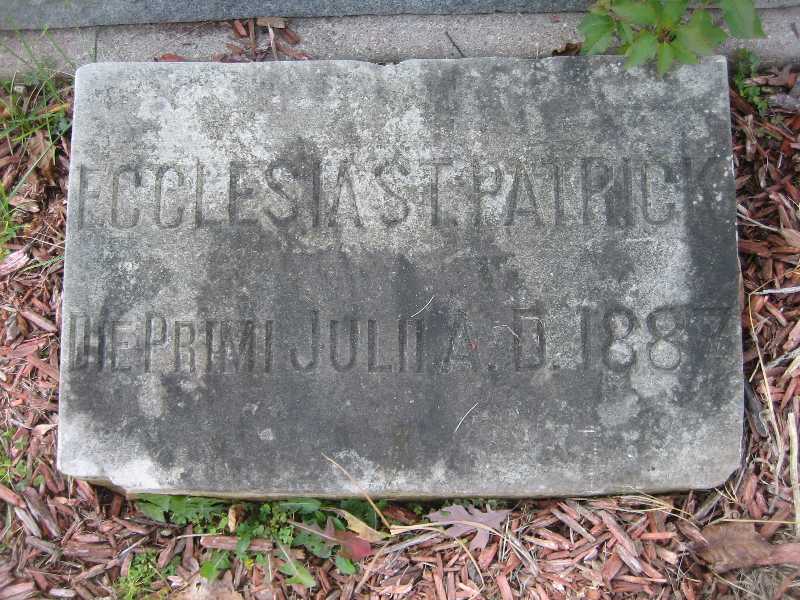 ECCLESIA ST. PATRICK
DIE PRIMI JULII A.D. 1887